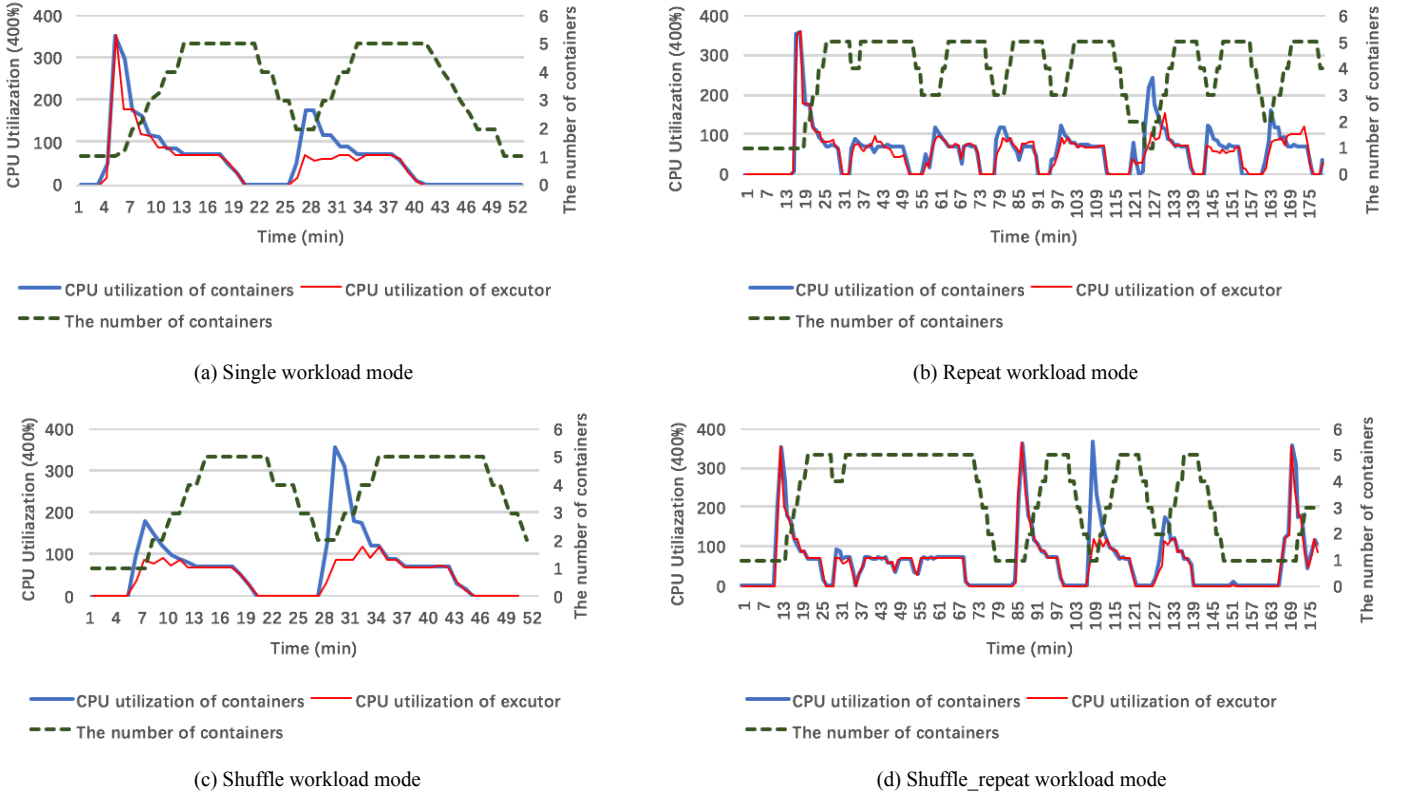 CPU Utiliazation (400%)
400
300
200
100
0
6
5
4
3
2
1
0
The number of containers
1 4 7 10 13 16 19 22 25 28 31 34 37 40 43 46 49 52
Time (min)
CPU utilization of containers CPU utilization of excutor
The number of containers
(a) Single workload mode
CPU Utiliazation (400%)
400
300
200
100
0
6
5
4
3
2
1
0
The number of containers
1 7 13 19 25 31 37 43 49 55 61 67 73 79 85 91 97 103 109 115 121 127 133 139 145 151 157 163 169 175
Time (min)
CPU utilization of containers CPU utilization of excutor
The number of containers
(b) Repeat workload mode
CPU Utiliazation (400%)
400
300
200
100
0
6
5
4
3
2
1
0
The number of containers
1 4 7 10 13 16 19 22 25 28 31 34 37 40 43 46 49 52
Time (min)
CPU utilization of containers CPU utilization of excutor
The number of containers
(c) Shuffle workload mode
CPU Utiliazation (400%)
400
300
200
100
0
6
5
4
3
2
1
0
The number of containers
1 7 13 19 25 31 37 43 49 55 61 67 73 79 85 91 97 103 109 115 121 127 133 139 145 151 157 163 169 175
Time (min)
CPU utilization of containers CPU utilization of excutor
The number of containers
(d) Shuffle_repeat workload mode